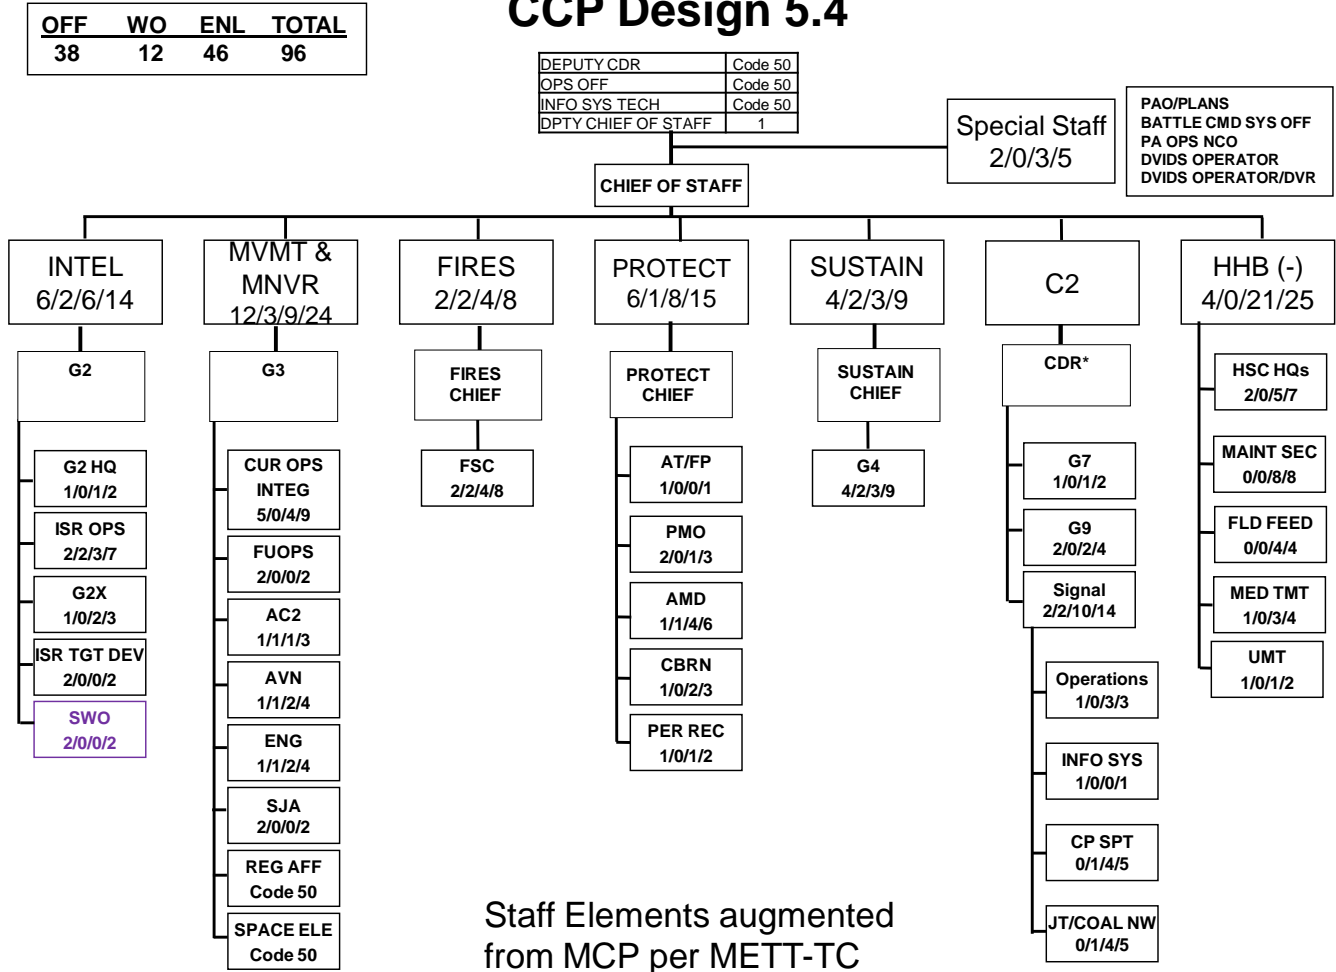 CCP Design 5.4
OFF WO ENL TOTAL
38 12 46 96
DEPUTY CDR Code 50
OPS OFF Code 50
INFO SYS TECH Code 50
DPTY CHIEF OF STAFF 1
Special Staff
2/0/3/5
PAO/PLANS
BATTLE CMD SYS OFF
PA OPS NCO
DVIDS OPERATOR
DVIDS OPERATOR/DVR
CHIEF OF STAFF
INTEL
6/2/6/14
G2
G2 HQ
1/0/1/2
ISR OPS
2/2/3/7
G2X
1/0/2/3
ISR TGT DEV
2/0/0/2
SWO
2/0/0/2
MVMT &
MNVR
12/3/9/24
G3
CUR OPS
INTEG
5/0/4/9
FUOPS
2/0/0/2
AC2
1/1/1/3
AVN
1/1/2/4
ENG
1/1/2/4
SJA
2/0/0/2
REG AFF
Code 50
SPACE ELE
Code 50
FIRES
2/2/4/8
FIRES
CHIEF
FSC
2/2/4/8
PROTECT
6/1/8/15
PROTECT
CHIEF
AT/FP
1/0/0/1
PMO
2/0/1/3
AMD
1/1/4/6
CBRN
1/0/2/3
PER REC
1/0/1/2
SUSTAIN
4/2/3/9
SUSTAIN
CHIEF
G4
4/2/3/9
C2
CDR*
G7
1/0/1/2
G9
2/0/2/4
Signal
2/2/10/14
Operations
1/0/3/3
INFO SYS
1/0/0/1
CP SPT
0/1/4/5
JT/COAL NW
0/1/4/5
HHB (-)
4/0/21/25
HSC HQs
2/0/5/7
MAINT SEC
0/0/8/8
FLD FEED
0/0/4/4
MED TMT
1/0/3/4
UMT
1/0/1/2
Staff Elements augmented
from MCP per METT-TC